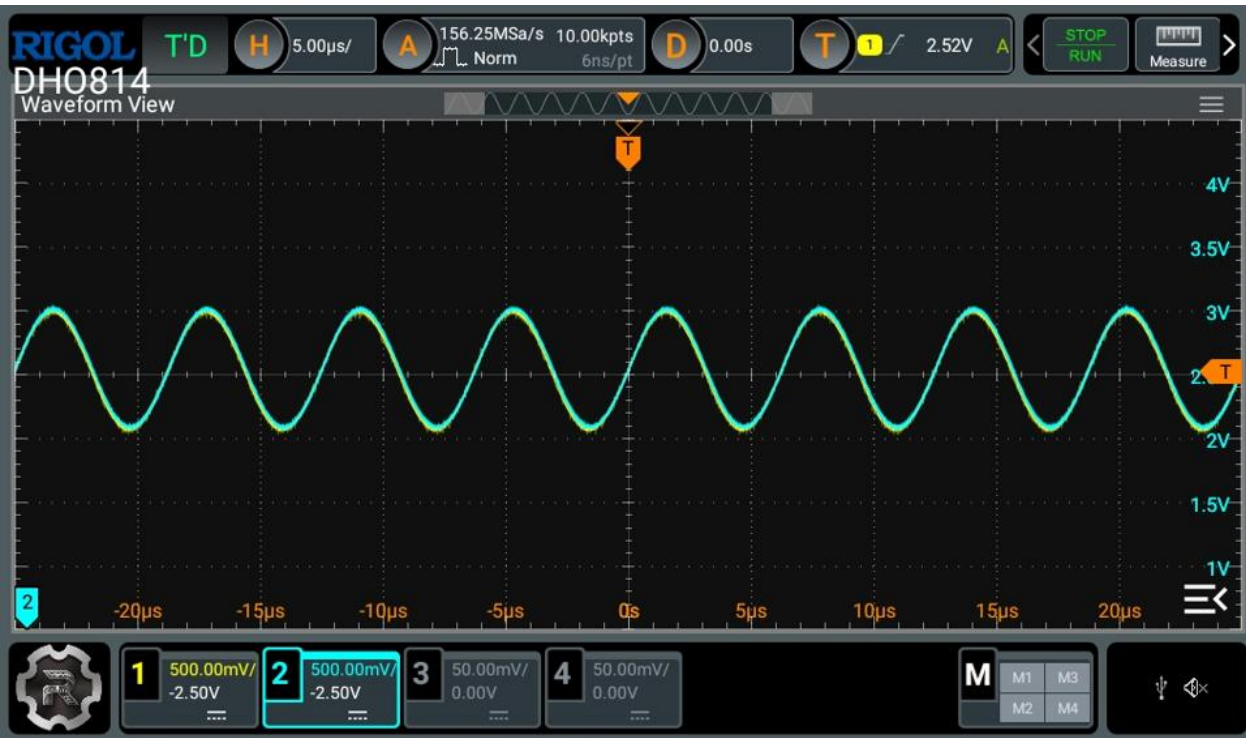 RIGOL T'D H 5.00µs/ A 156.25MSa/s 10.00kpts D 0.00s T 1 2.52V A STOP
Norm 6ns/pt RUN Measure
DHO814
Waveform View
T
4V
3.5V
3V
T
2V
1.5V
1V
2
-20µs -15µs -10µs -5µs 0s 5µs 10µs 15µs 20µs
1 500.00mV/ 2 500.00mV/ 3 50.00mV/ 4 50.00mV/ M M1 M3
-2.50V -2.50V 0.00V 0.00V M2 M4
R